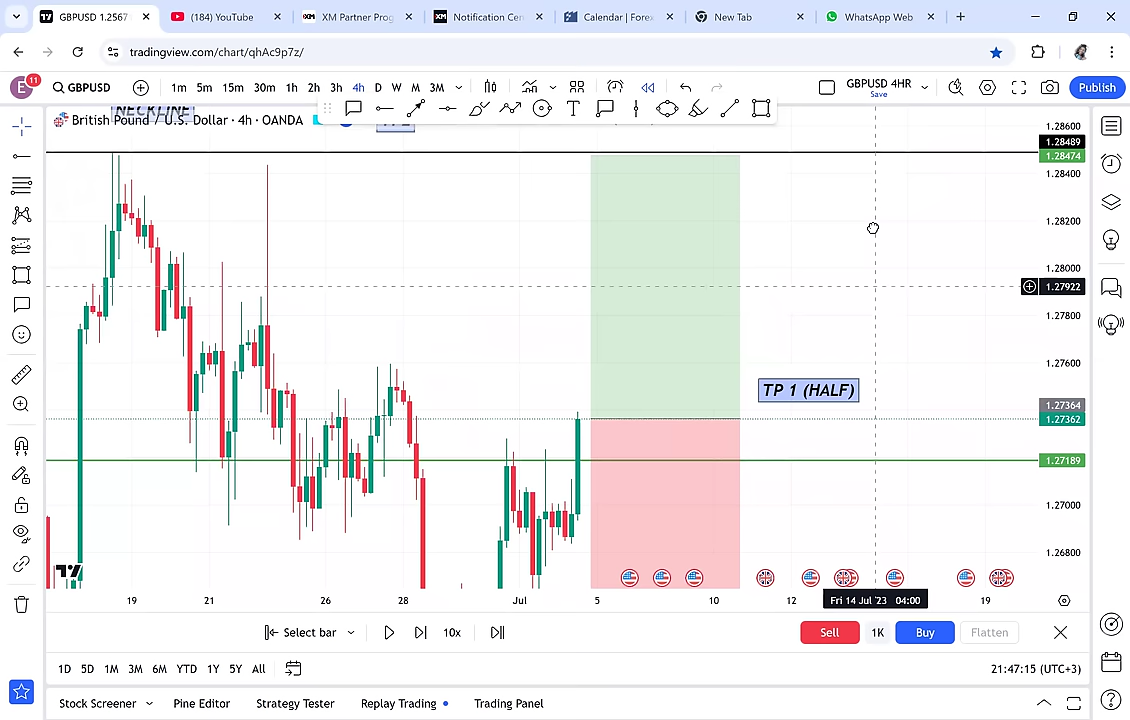 TradingView Chart GBPUSD 1.2567
(184) YouTube
XM Partner Prog
Notification Cen
Calendar | Forex
New Tab
WhatsApp Web
tradingview.com/chart/qhAc9p7z/
E
11
GBPUSD
1m 5m 15m 30m 1h 2h 3h 4h D W M 3M
GBPUSD 4HR
Save
Publish
NECKLINE
British Pound / U.S. Dollar · 4h · OANDA
1.28600
1.28489
1.28474
1.28400
1.28200
1.28000
1.27922
1.27800
1.27600
TP 1 (HALF)
1.27364
1.27362
1.27189
1.27000
1.26800
19 21 26 28 Jul 5 10 12 Fri 14 Jul '23 04:00 19
Select bar
10x
Sell
1K
Buy
Flatten
1D 5D 1M 3M 6M YTD 1Y 5Y All
21:47:15 (UTC+3)
Stock Screener
Pine Editor
Strategy Tester
Replay Trading
Trading Panel